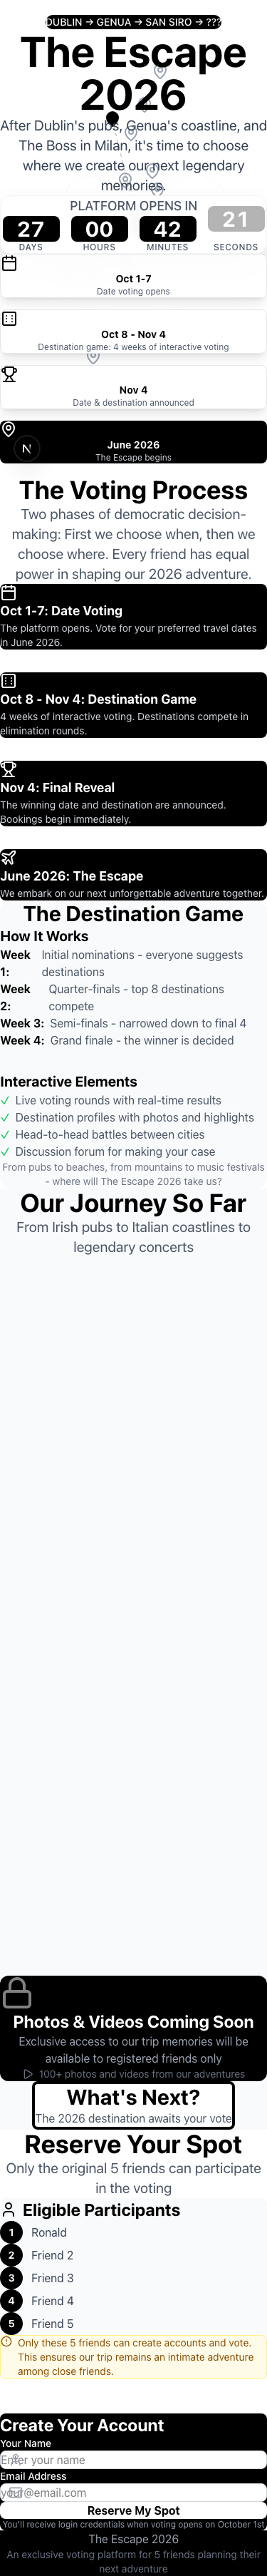 DUBLIN → GENUA → SAN SIRO → ???
The Escape
2026
After Dublin's pubs, Genua's coastline, and
The Boss in Milan, it's time to choose
where we create our next legendary
memories.
PLATFORM OPENS IN
27 00 42 21
DAYS HOURS MINUTES SECONDS
Oct 1-7
Date voting opens
Oct 8 - Nov 4
Destination game: 4 weeks of interactive voting
Nov 4
Date & destination announced
N
June 2026
The Escape begins
The Voting Process
Two phases of democratic decision-
making: First we choose when, then we
choose where. Every friend has equal
power in shaping our 2026 adventure.
Oct 1-7: Date Voting
The platform opens. Vote for your preferred travel dates
in June 2026.
Oct 8 - Nov 4: Destination Game
4 weeks of interactive voting. Destinations compete in
elimination rounds.
Nov 4: Final Reveal
The winning date and destination are announced.
Bookings begin immediately.
June 2026: The Escape
We embark on our next unforgettable adventure together.
The Destination Game
How It Works
Week 1: Initial nominations - everyone suggests
destinations
Week 2: Quarter-finals - top 8 destinations
compete
Week 3: Semi-finals - narrowed down to final 4
Week 4: Grand finale - the winner is decided
Interactive Elements
✓ Live voting rounds with real-time results
✓ Destination profiles with photos and highlights
✓ Head-to-head battles between cities
✓ Discussion forum for making your case
From pubs to beaches, from mountains to music festivals
- where will The Escape 2026 take us?
Our Journey So Far
From Irish pubs to Italian coastlines to
legendary concerts
Photos & Videos Coming Soon
Exclusive access to our trip memories will be
available to registered friends only
100+ photos and videos from our adventures
What's Next?
The 2026 destination awaits your vote
Reserve Your Spot
Only the original 5 friends can participate
in the voting
Eligible Participants
1 Ronald
2 Friend 2
3 Friend 3
4 Friend 4
5 Friend 5
Only these 5 friends can create accounts and vote.
This ensures our trip remains an intimate adventure
among close friends.
Create Your Account
Your Name
Enter your name
Email Address
your@email.com
Reserve My Spot
You'll receive login credentials when voting opens on October 1st
The Escape 2026
An exclusive voting platform for 5 friends planning their
next adventure